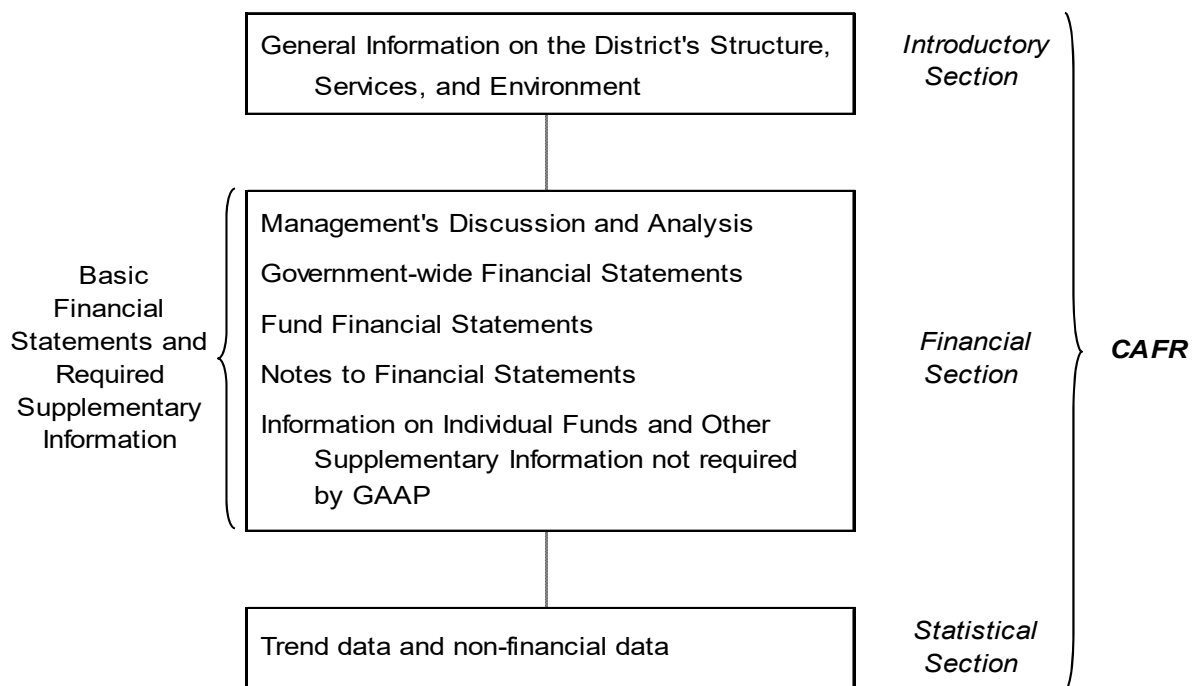 General Information on the District's Structure,
Services, and Environment
Introductory
Section
Basic
Financial
Statements and
Required
Supplementary
Information
Management's Discussion and Analysis
Government-wide Financial Statements
Fund Financial Statements
Notes to Financial Statements
Information on Individual Funds and Other
Supplementary Information not required
by GAAP
Financial
Section
CAFR
Trend data and non-financial data
Statistical
Section